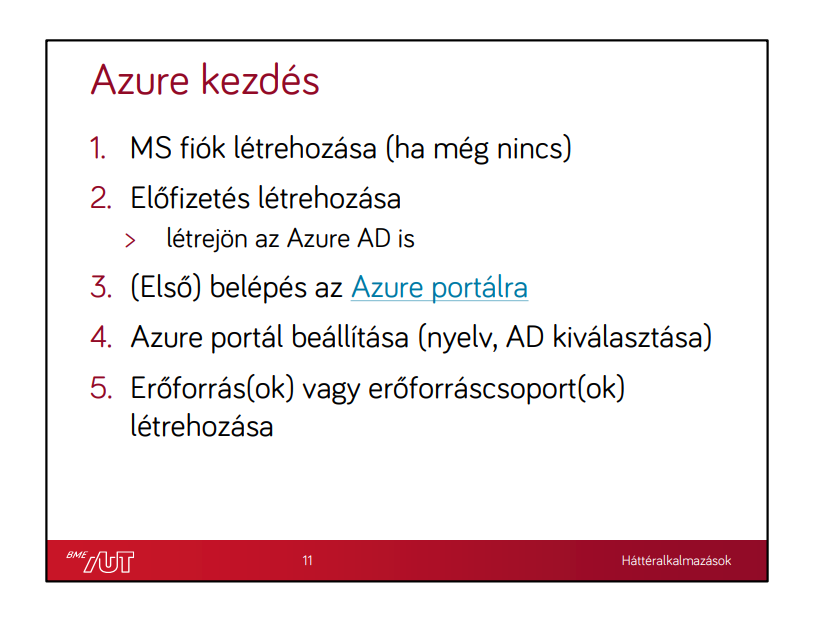 Azure kezdés
1. MS fiók létrehozása (ha még nincs)
2. Előfizetés létrehozása
> létrejön az Azure AD is
3. (Első) belépés az Azure portálra
4. Azure portál beállítása (nyelv, AD kiválasztása)
5. Erőforrás(ok) vagy erőforráscsoport(ok)
létrehozása
BME AUT 11 Háttéralkalmazások